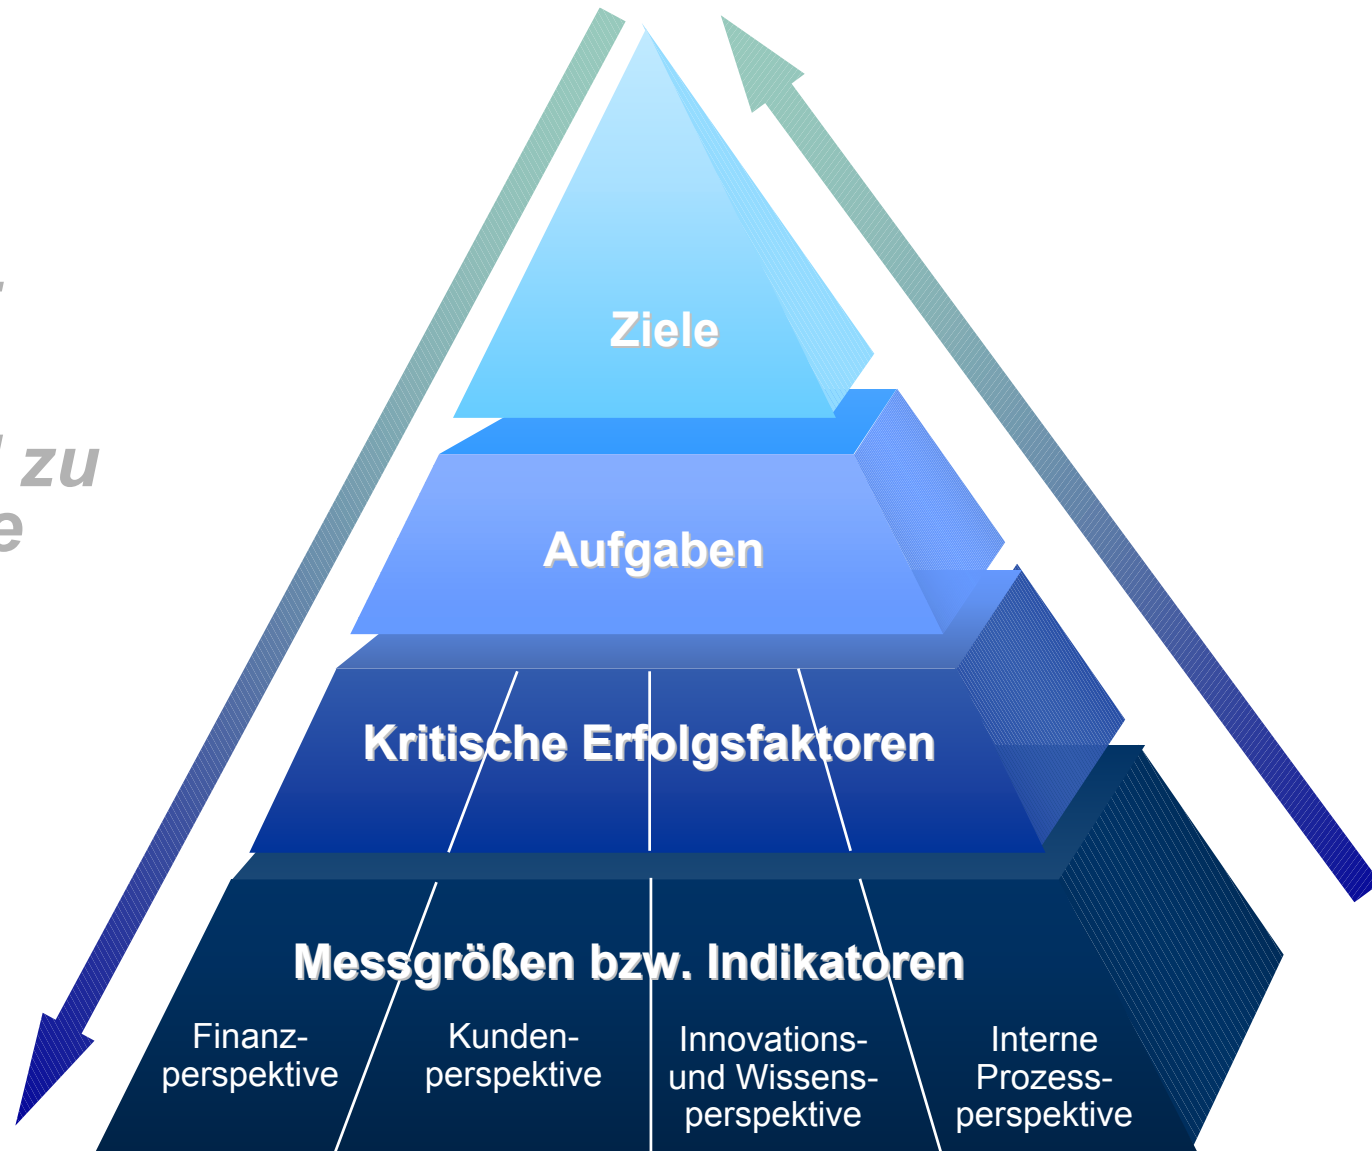 zu
e
Ziele
Aufgaben
Kritische Erfolgsfaktoren
Messgrößen bzw. Indikatoren
Finanz-
perspektive
Kunden-
perspektive
Innovations-
und Wissens-
perspektive
Interne
Prozess-
perspektive